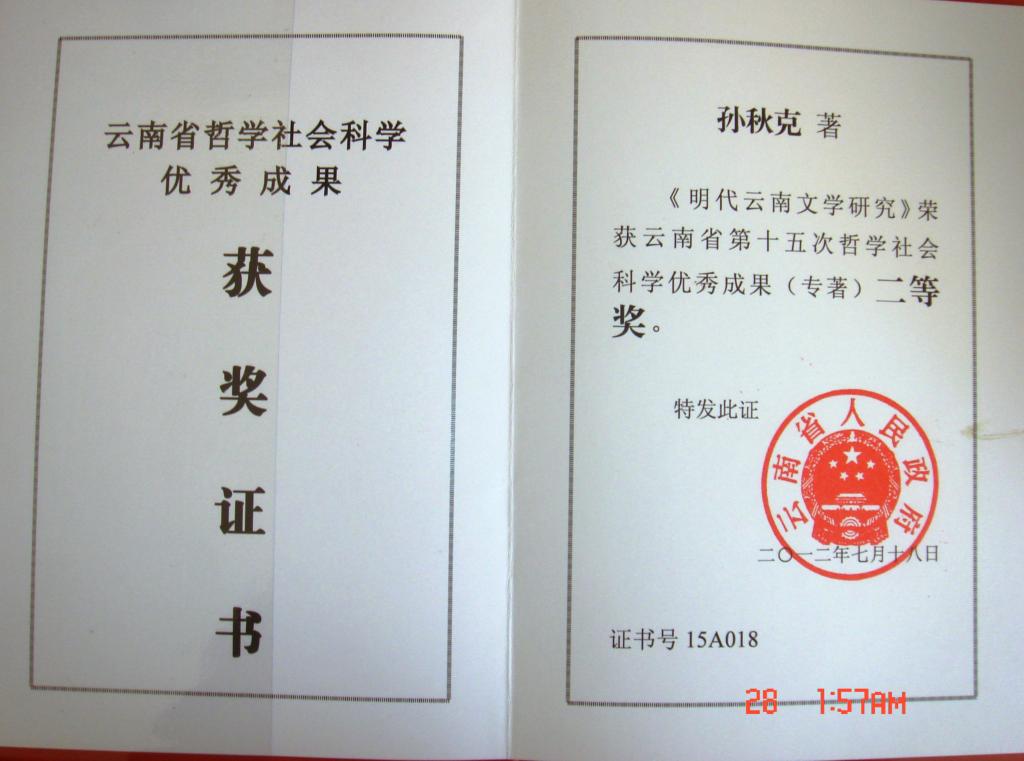 云南省哲学社会科学
优秀成果
获
奖
证
书
孙秋克 著
《明代云南文学研究》荣
获云南省第十五次哲学社会
科学优秀成果（专著）二等
奖。
特发此证
云南省人民政府
二〇一二年七月十八日
证书号 15A018
28 1:57AM